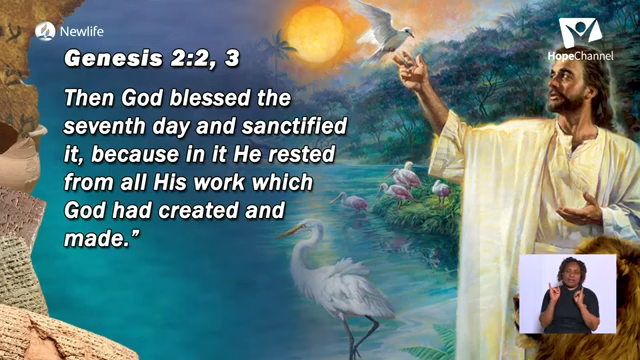 Newlife
HopeChannel
Genesis 2:2, 3
Then God blessed the
seventh day and sanctified
it, because in it He rested
from all His work which
God had created and
made.”